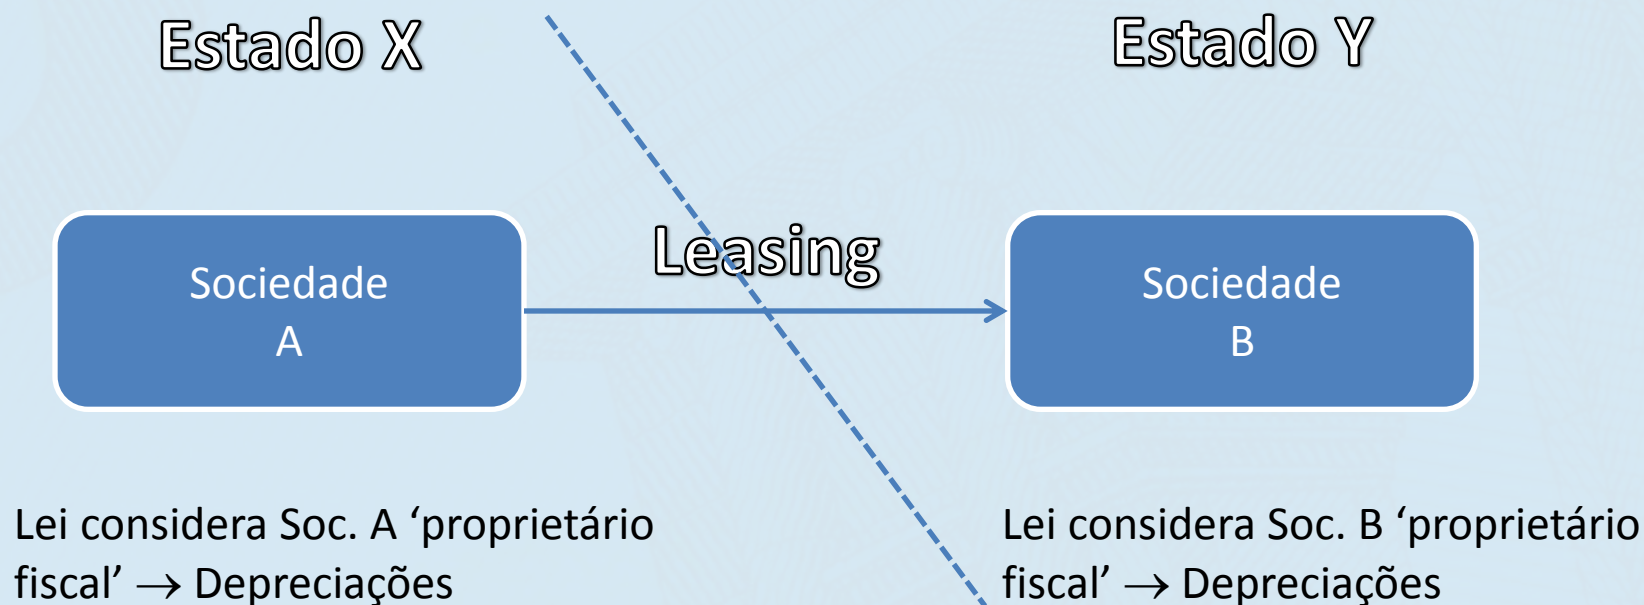 Estado X
Estado Y
Leasing
Sociedade
A
Sociedade
B
Lei considera Soc. A ‘proprietário
fiscal’ → Depreciações
Lei considera Soc. B ‘proprietário
fiscal’ → Depreciações